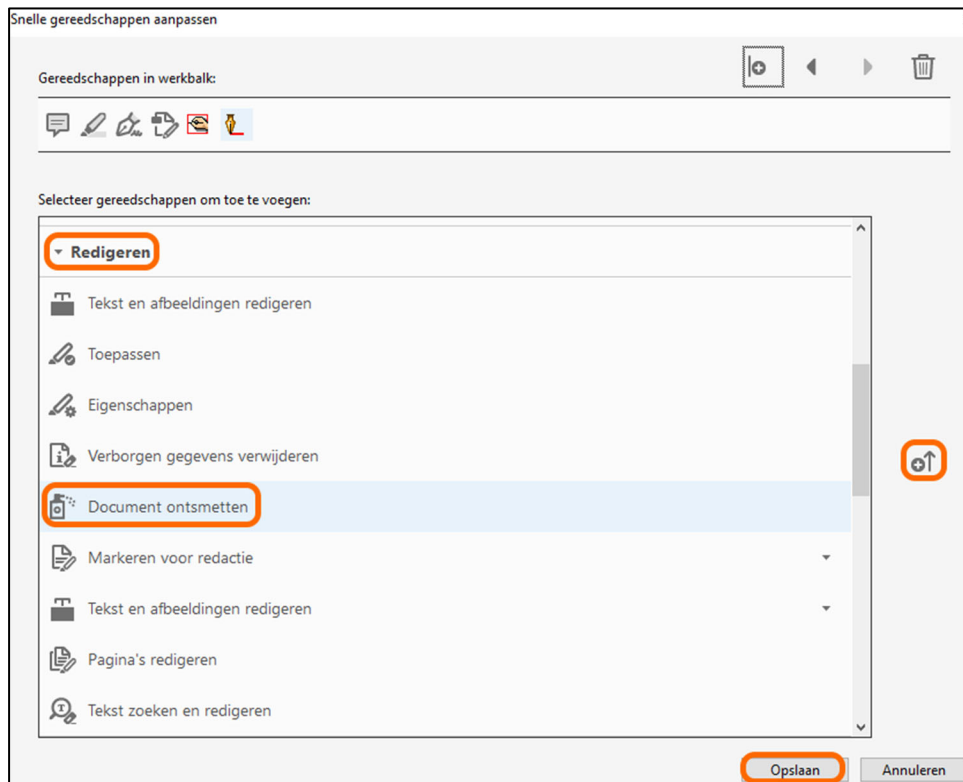 Snelle gereedschappen aanpassen
Gereedschappen in werkbalk:
Selecteer gereedschappen om toe te voegen:
Redigeren
Tekst en afbeeldingen redigeren
Toepassen
Eigenschappen
Verborgen gegevens verwijderen
Document ontsmetten
Markeren voor redactie
Tekst en afbeeldingen redigeren
Pagina's redigeren
Tekst zoeken en redigeren
Opslaan Annuleren